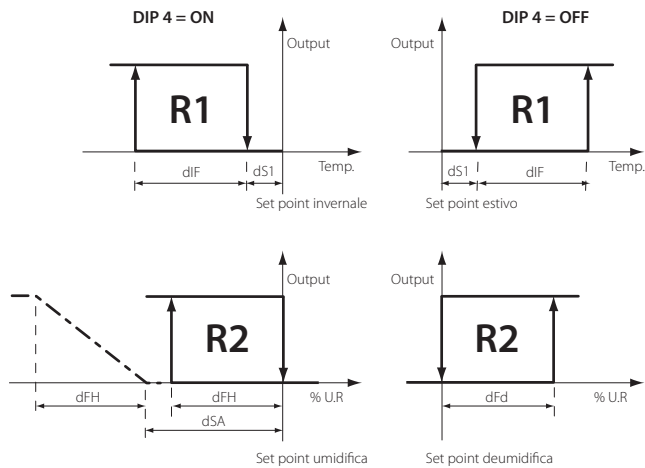 DIP 4 = ON
DIP 4 = OFF
Output
Output
R1
R1
Temp.
Temp.
dIF
dS1
dS1
dIF
Set point invernale
Set point estivo
Output
Output
R2
R2
dFH
dFH
% U.R
dFd
% U.R
dSA
Set point umidifica
Set point deumidifica